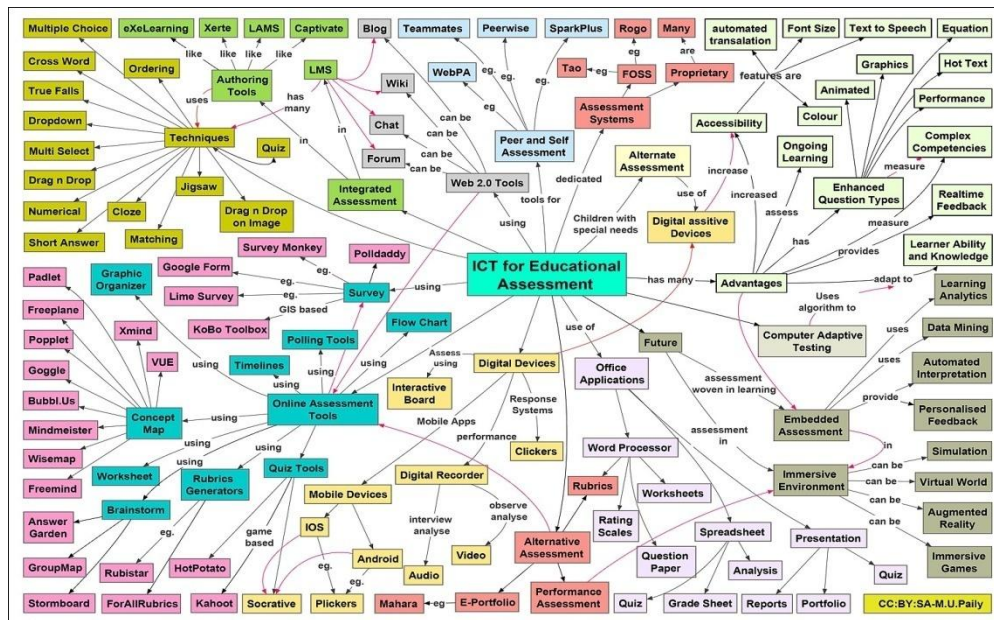 Multiple Choice
eXeLearning
Xerte
LAMS
Captivate
Blog
Teammates
Peerwise
SparkPlus
Rogo
Many
automated
transalation
Font Size
Text to Speech
Equation
like
like
like
like
eg.
eg.
eg.
eg
are
Cross Word
Ordering
Authoring
Tools
LMS
Wiki
WebPA
eg
Tao
eg
FOSS
Proprietary
features are
Graphics
Hot Text
True Falls
uses
has
many
Animated
Performance
Dropdown
Techniques
Chat
can be
can be
Peer and Self
Assessment
Assessment
Systems
Accessibility
Colour
Complex
Competencies
Multi Select
Quiz
in
in
Forum
can be
can be
Web 2.0 Tools
Alternate
Assessment
Ongoing
Learning
measure
Drag n Drop
Jigsaw
Integrated
Assessment
tools for
dedicated
use of
increase
increased
assess
Enhanced
Question Types
measure
Realtime
Feedback
Numerical
Cloze
Drag n Drop
on Image
using
Children with
special needs
Digital assitive
Devices
has
provides
Short Answer
Matching
Survey Monkey
Polldaddy
Learner Ability
and Knowledge
Padlet
Graphic
Organizer
Google Form
eg.
ICT for Educational
Assessment
has many
Advantages
adapt to
Freeplane
Lime Survey
eg.
Survey
using
Uses
algorithm to
Learning
Analytics
GIS based
KoBo Toolbox
use of
Popplet
Xmind
Flow Chart
Future
Computer Adaptive
Testing
uses
Data Mining
Goggle
VUE
using
Polling Tools
using
Assess
using
Digital Devices
Office
Applications
uses
Automated
Interpretation
Timelines
using
using
Interactive
Board
assessment
woven in learning
Bubbl.Us
using
Response
Systems
provide
Personalised
Feedback
Mindmeister
Concept
Map
using
Online Assessment
Tools
Mobile Apps
performance
Clickers
Word Processor
assessment
in
Embedded
Assessment
Wisemap
using
using
using
in
Simulation
Freemind
Worksheet
Rubrics
Generators
Quiz Tools
Digital Recorder
Rubrics
Worksheets
Immersive
Environment
can be
can be
Virtual World
Mobile Devices
Answer
Garden
Brainstorm
IOS
interview
analyse
observe
analyse
Rating
Scales
Spreadsheet
Presentation
can be
can be
Augmented
Reality
GroupMap
eg.
game
based
Android
Video
Alternative
Assessment
Question
Paper
Analysis
Quiz
Immersive
Games
Rubistar
HotPotato
eg.
eg.
Audio
Stormboard
ForAllRubrics
Kahoot
Socrative
Plickers
Mahara
eg
E-Portfolio
Performance
Assessment
Quiz
Grade Sheet
Reports
Portfolio
CC:BY:SA-M.U.Paily